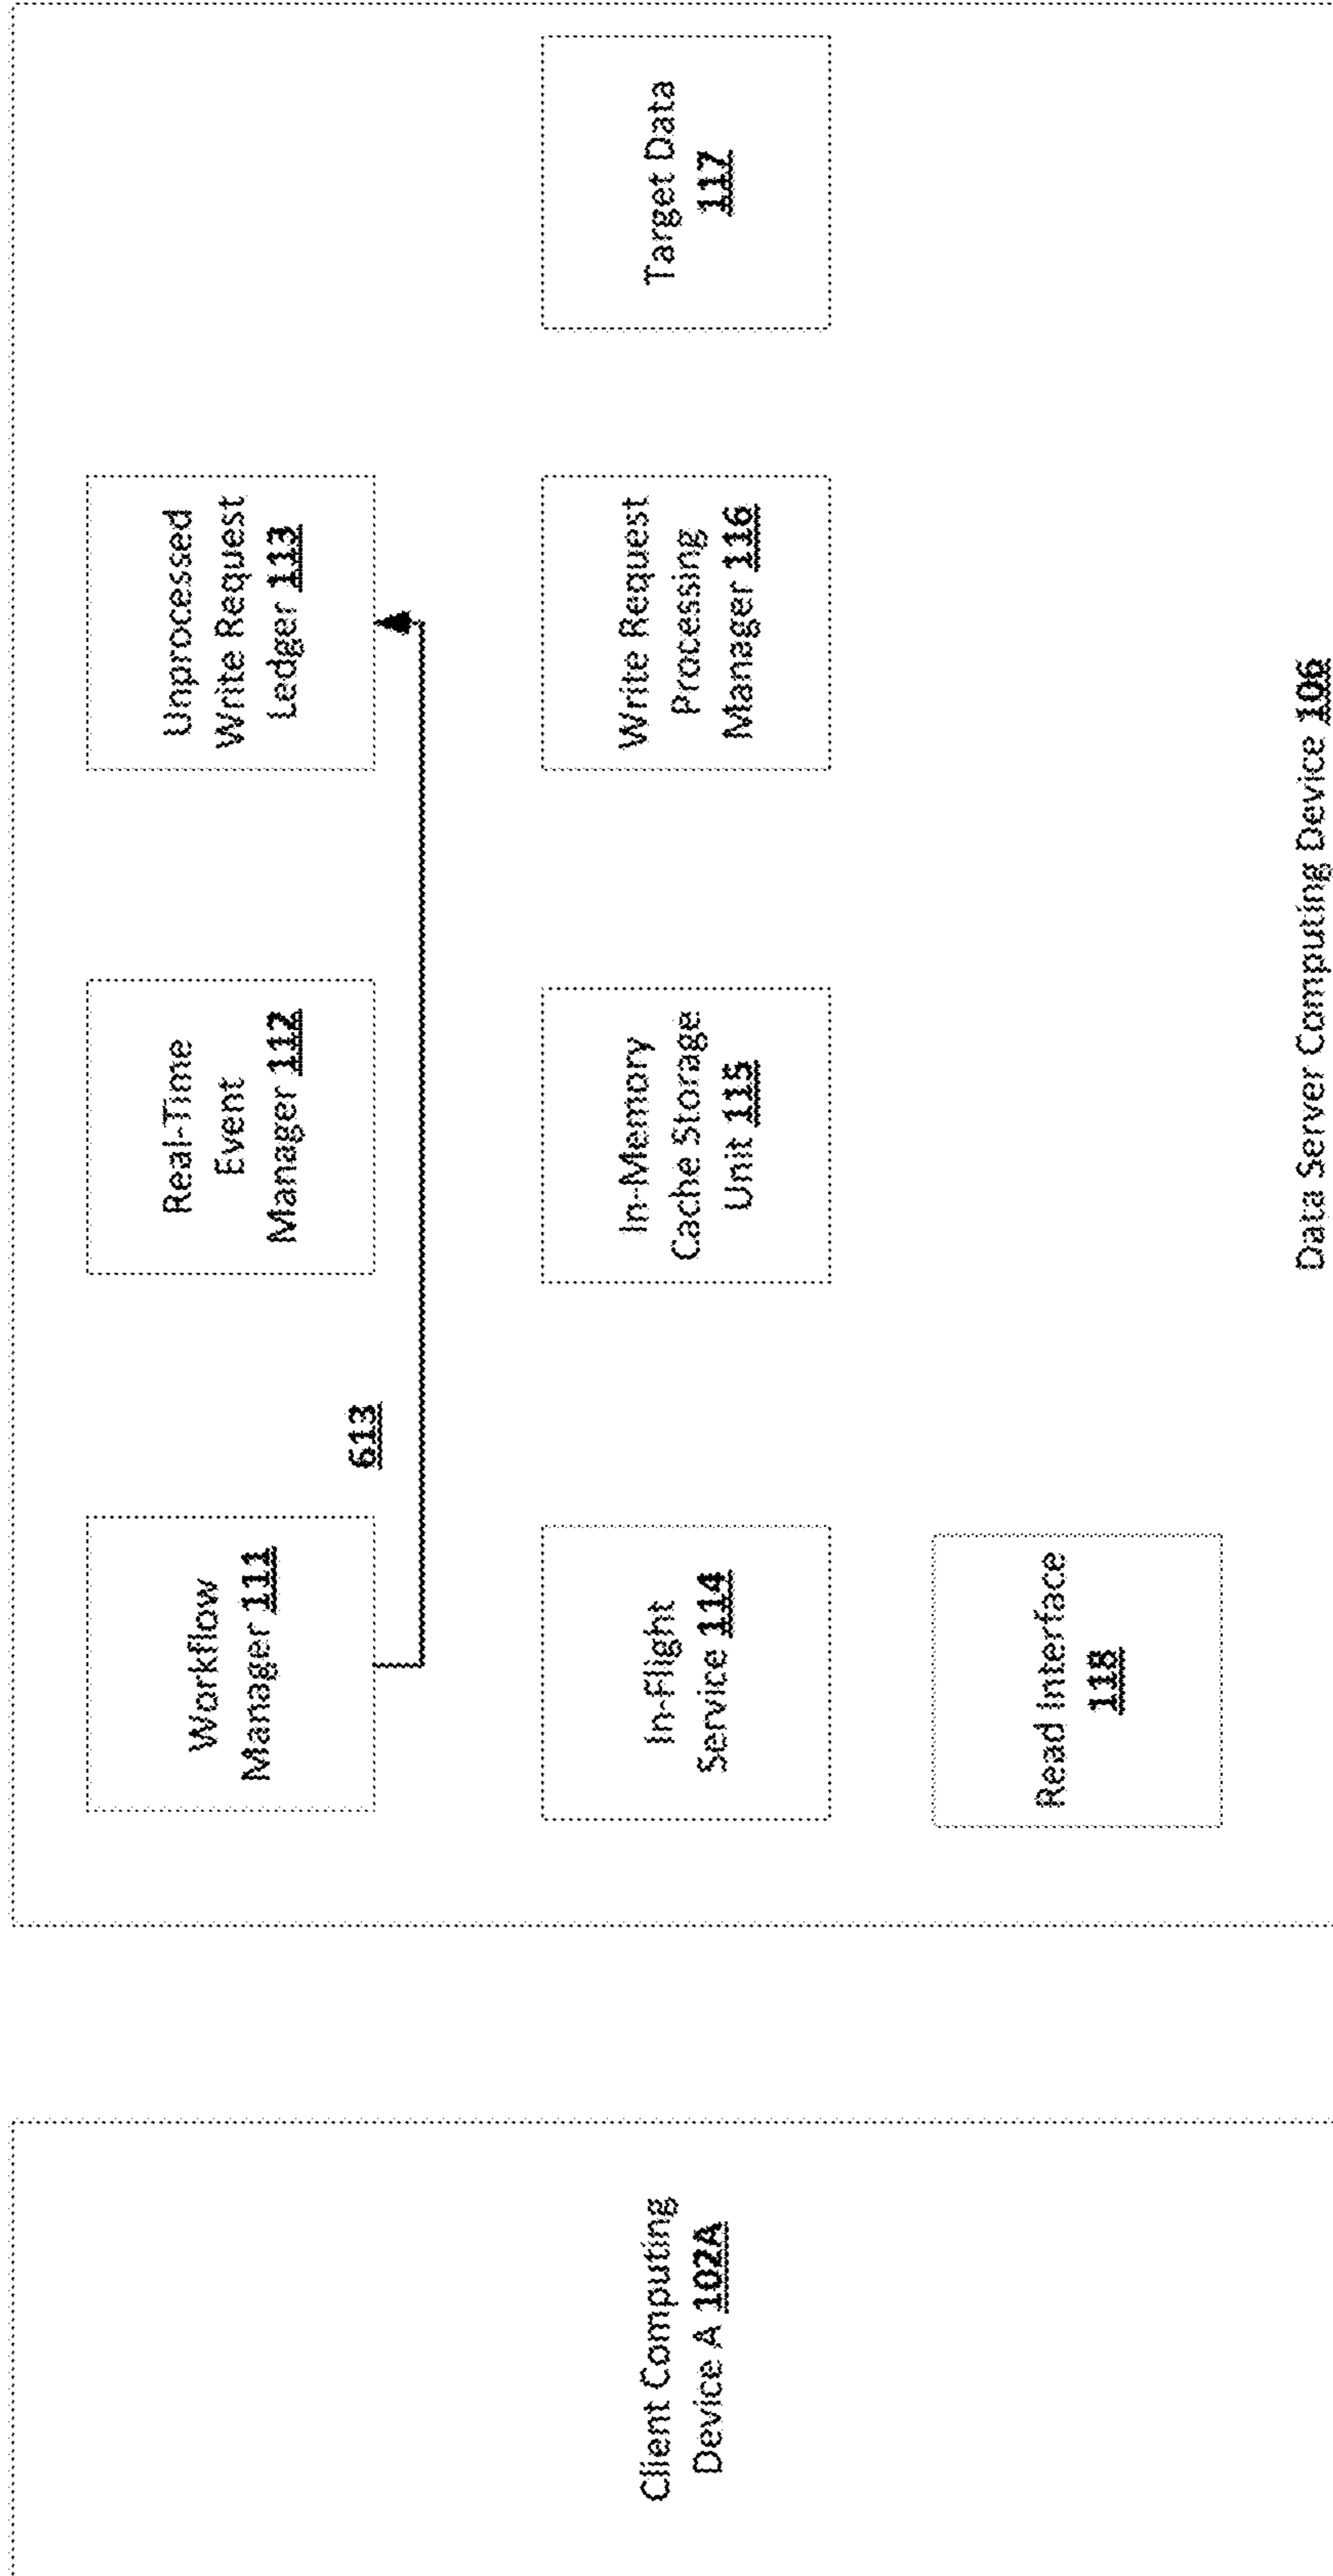 Client Computing
Device A 102A
Workflow
Manager 111
613
Real-Time
Event
Manager 112
Unprocessed
Write Request
Ledger 113
In-Flight
Service 114
In-Memory
Cache Storage
Unit 115
Write Request
Processing
Manager 116
Target Data
117
Read Interface
118
Data Server Computing Device 106